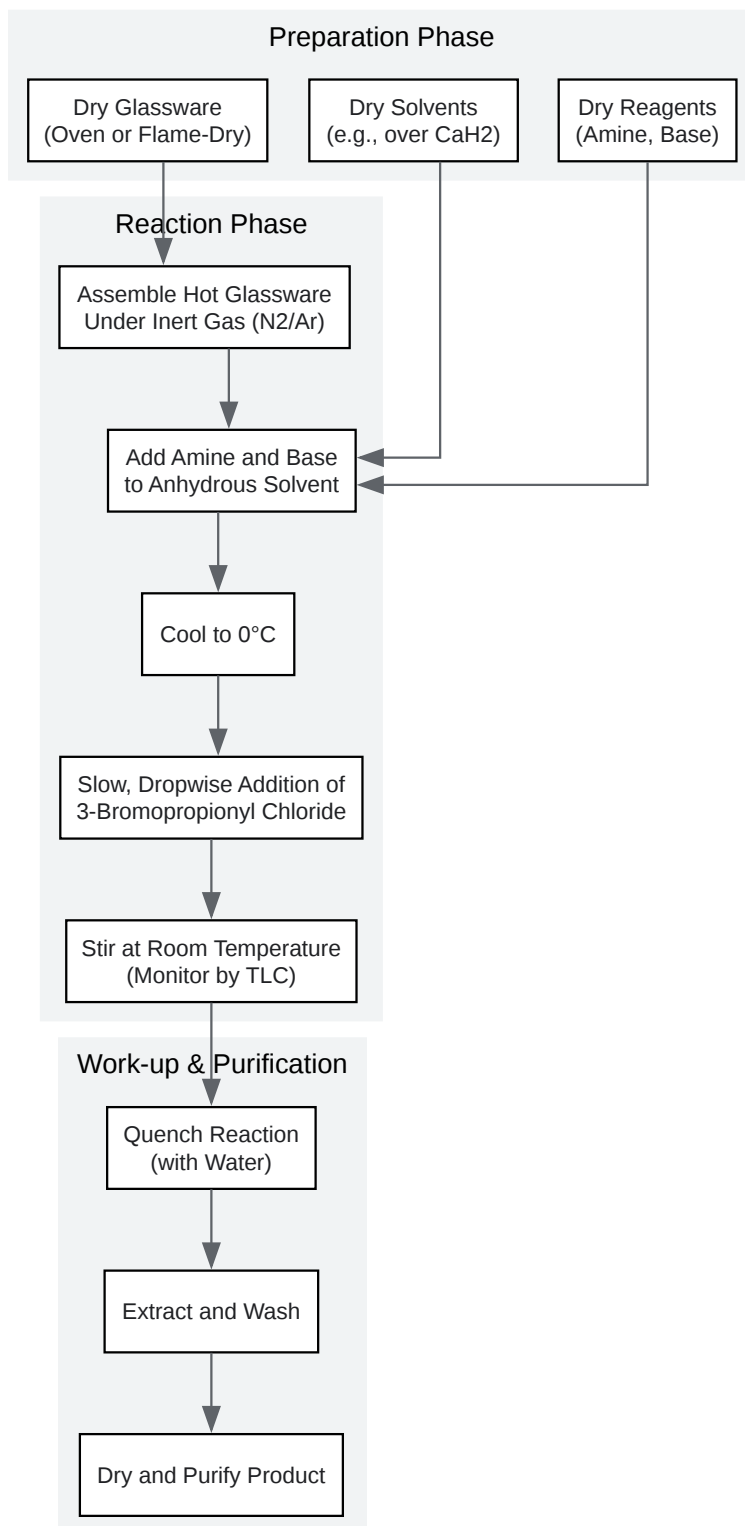 Preparation Phase
Dry Glassware
(Oven or Flame-Dry)
Dry Solvents
(e.g., over CaH2)
Dry Reagents
(Amine, Base)
Reaction Phase
Assemble Hot Glassware
Under Inert Gas (N2/Ar)
Add Amine and Base
to Anhydrous Solvent
Cool to 0°C
Slow, Dropwise Addition of
3-Bromopropionyl Chloride
Stir at Room Temperature
(Monitor by TLC)
Work-up & Purification
Quench Reaction
(with Water)
Extract and Wash
Dry and Purify Product